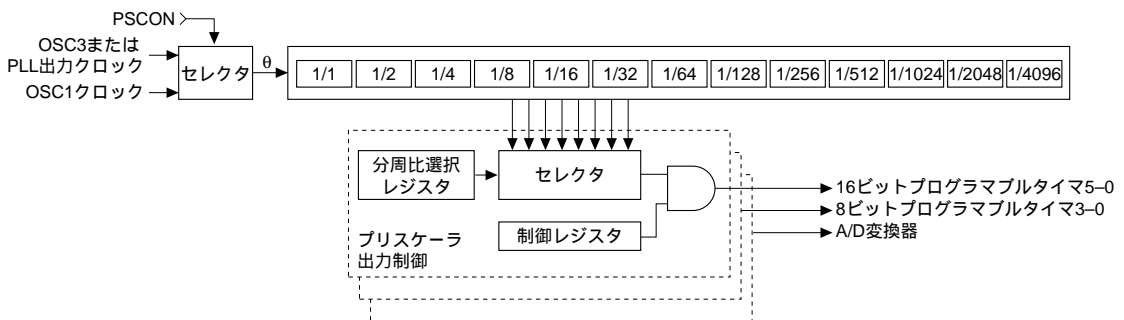 PSCON
OSC3または
PLL出力クロック
OSC1クロック
セレクタ
θ
1/1 1/2 1/4 1/8 1/16 1/32 1/64 1/128 1/256 1/512 1/1024 1/2048 1/4096
分周比選択
レジスタ
セレクタ
制御レジスタ
プリスケーラ
出力制御
16ビットプログラマブルタイマ5–0
8ビットプログラマブルタイマ3–0
A/D変換器